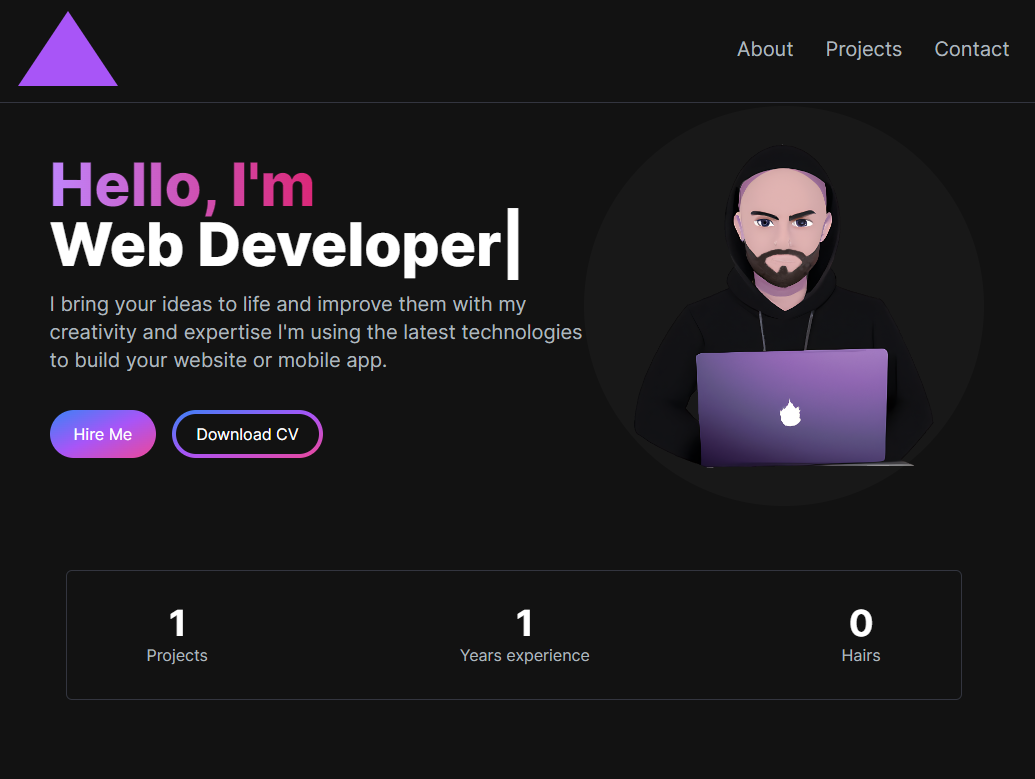 About Projects Contact
Hello, I'm
Web Developer
I bring your ideas to life and improve them with my
creativity and expertise I'm using the latest technologies
to build your website or mobile app.
Hire Me Download CV
1 1 0
Projects Years experience Hairs